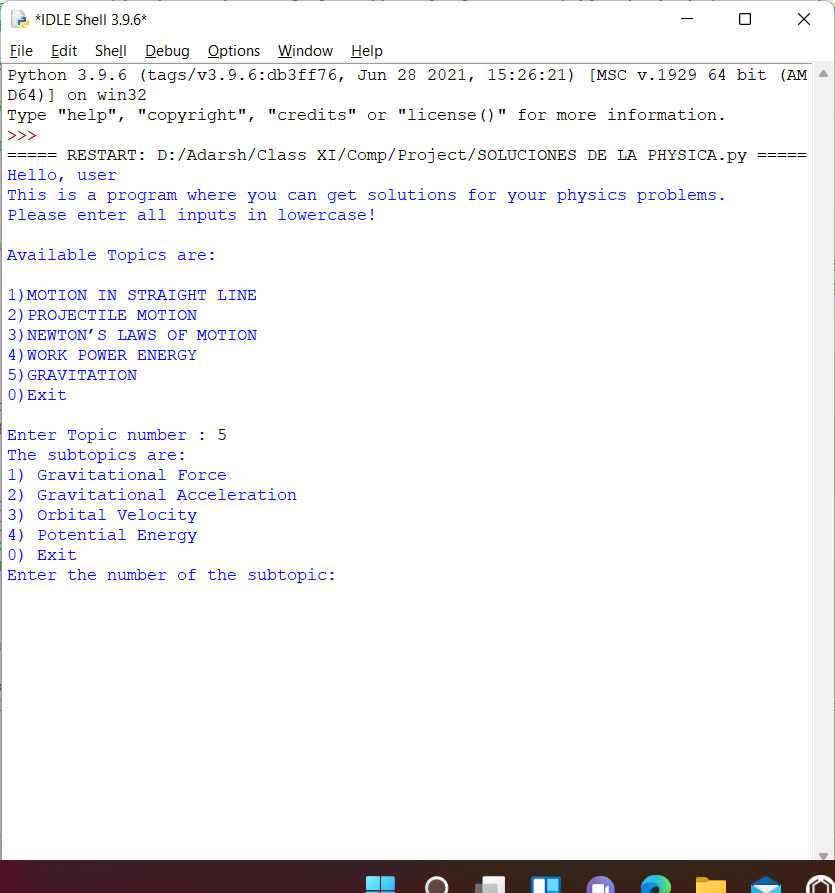 *IDLE Shell 3.9.6*
File Edit Shell Debug Options Window Help
Python 3.9.6 (tags/v3.9.6:db3ff76, Jun 28 2021, 15:26:21) [MSC v.1929 64 bit (AM
D64)] on win32
Type "help", "copyright", "credits" or "license()" for more information.
>>>
===== RESTART: D:/Adarsh/Class XI/Comp/Project/SOLUCIONES DE LA PHYSICA.py =====
Hello, user
This is a program where you can get solutions for your physics problems.
Please enter all inputs in lowercase!
Available Topics are:
1)MOTION IN STRAIGHT LINE
2)PROJECTILE MOTION
3)NEWTON’S LAWS OF MOTION
4)WORK POWER ENERGY
5)GRAVITATION
0)Exit
Enter Topic number : 5
The subtopics are:
1) Gravitational Force
2) Gravitational Acceleration
3) Orbital Velocity
4) Potential Energy
0) Exit
Enter the number of the subtopic: